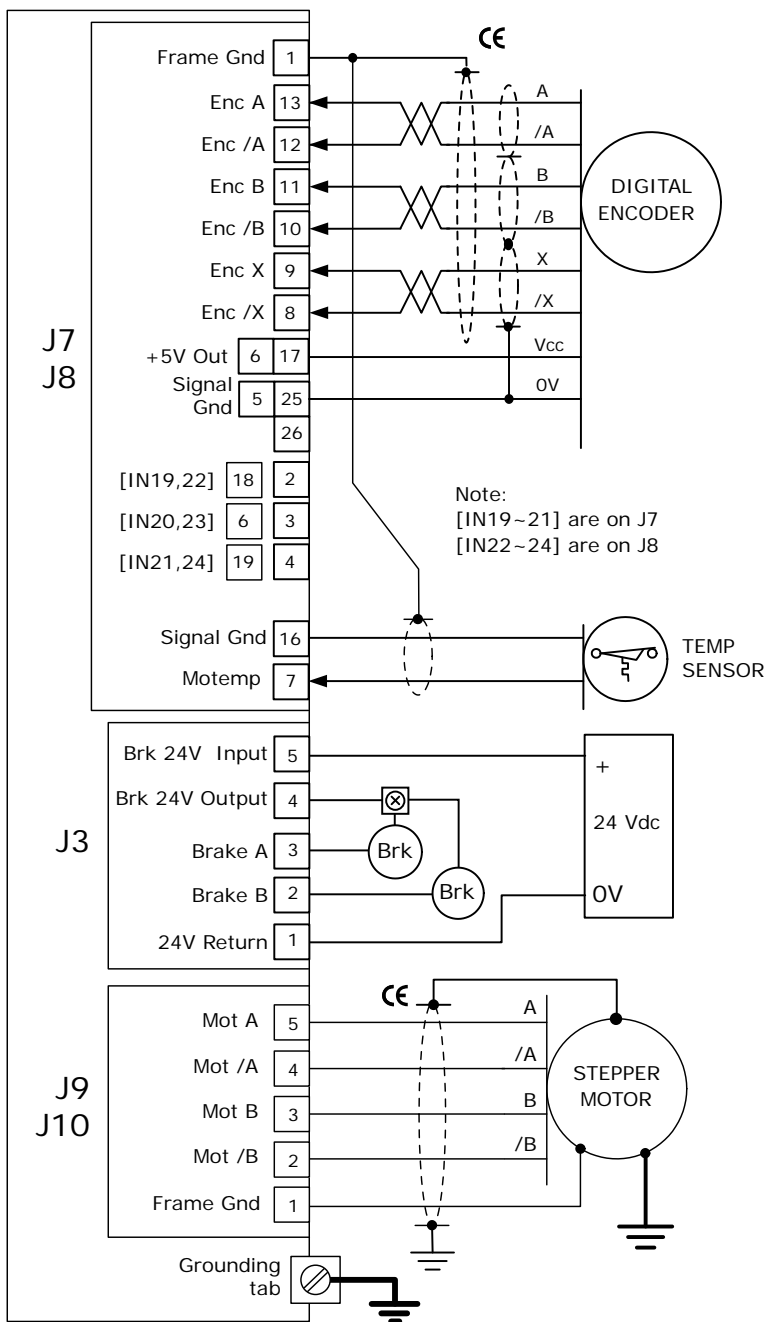 CE
Frame Gnd 1
Enc A 13 A
Enc /A 12 /A
Enc B 11 B
Enc /B 10 /B
Enc X 9 X
Enc /X 8 /X
DIGITAL
ENCODER
J7
J8
+5V Out 6 17 Vcc
Signal
Gnd 5 25 0V
26
[IN19,22] 18 2
[IN20,23] 6 3
[IN21,24] 19 4
Note:
[IN19~21] are on J7
[IN22~24] are on J8
Signal Gnd 16
Motemp 7
TEMP
SENSOR
J3
Brk 24V Input 5 +
Brk 24V Output 4
24 Vdc
Brake A 3 Brk
Brake B 2 Brk 0V
24V Return 1
CE
J9
J10
Mot A 5 A
Mot /A 4 /A
Mot B 3 B
Mot /B 2 /B
Frame Gnd 1
STEPPER
MOTOR
Grounding
tab